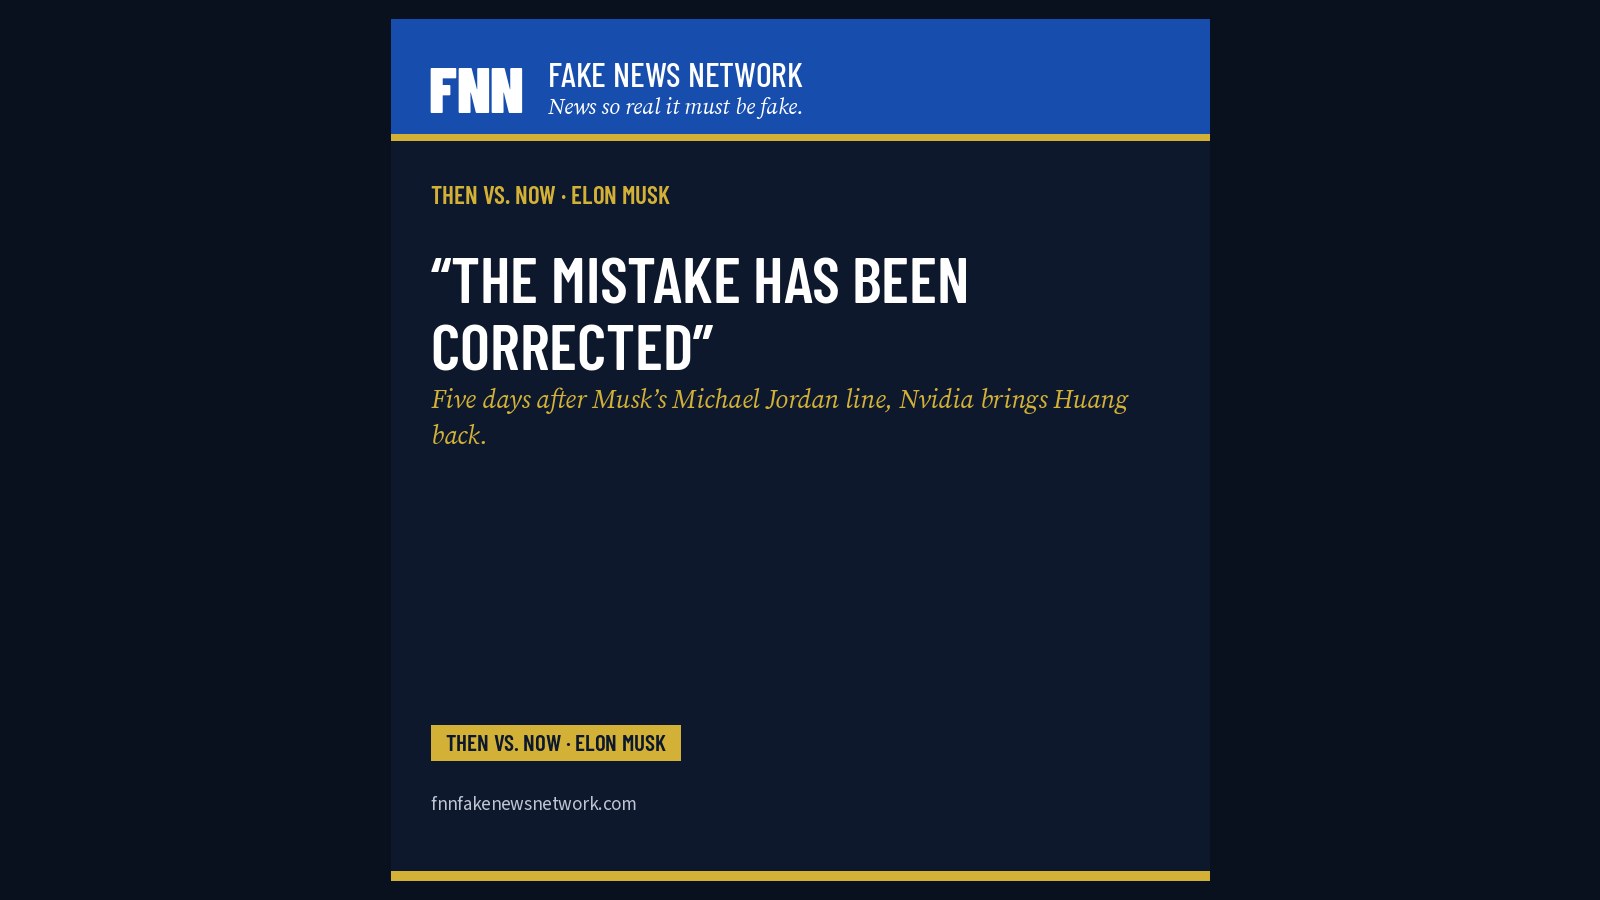 FNN
FAKE NEWS NETWORK
News so real it must be fake.
THEN VS. NOW · ELON MUSK
“THE MISTAKE HAS BEEN
CORRECTED”
Five days after Musk’s Michael Jordan line, Nvidia brings Huang
back.
THEN VS. NOW · ELON MUSK
fnnfakenewsnetwork.com